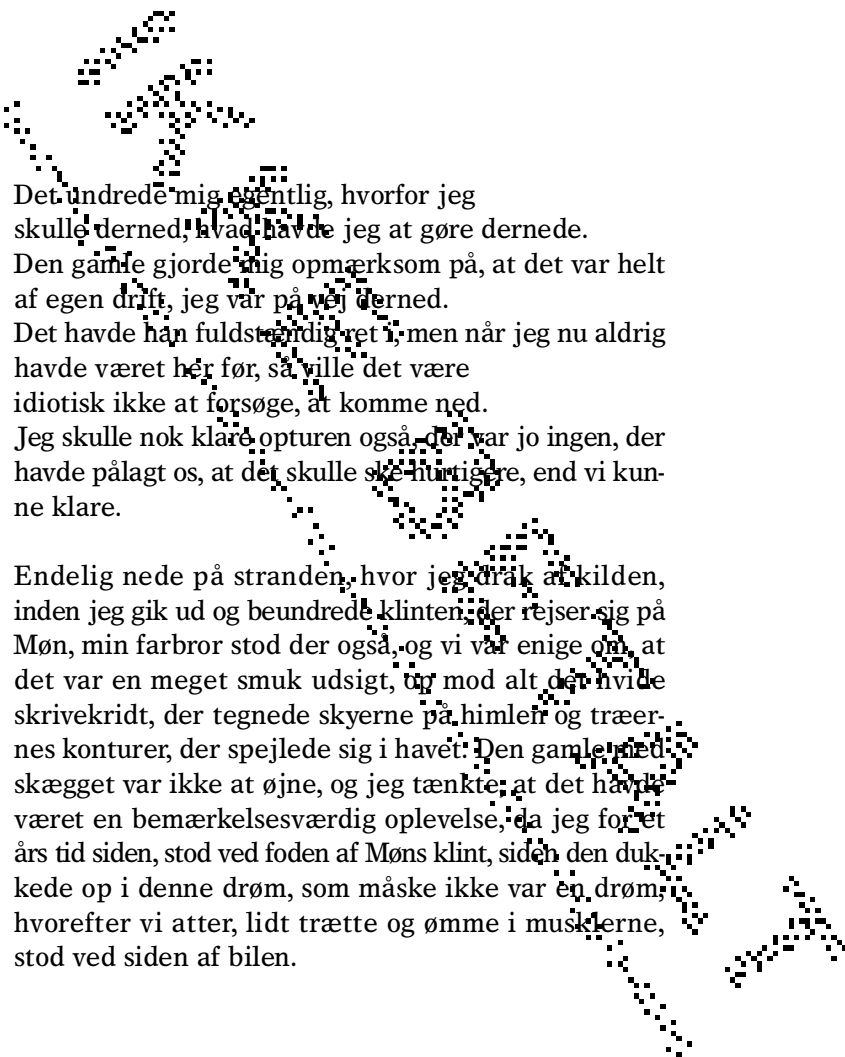 Det undrede mig egentlig, hvorfor jeg
skulle derned, hvad havde jeg at gøre dernede.
Den gamle gjorde mig opmærksom på, at det var helt
af egen drift, jeg var på vej derned.
Det havde han fuldstændig ret i, men når jeg nu aldrig
havde været her før, så ville det være
idiotisk ikke at forsøge, at komme ned.
Jeg skulle nok klare opturen også, der var jo ingen, der
havde pålagt os, at det skulle ske hurtigere, end vi kun-
ne klare.
Endelig nede på stranden, hvor jeg drak af kilden,
inden jeg gik ud og beundrede klinten, der rejser sig på
Møn, min farbror stod der også, og vi var enige om, at
det var en meget smuk udsigt, op mod alt det hvide
skrivekridt, der tegnede skyerne på himlen og træer-
nes konturer, der spejlede sig i havet. Den gamle med
skægget var ikke at øjne, og jeg tænkte, at det havde
været en bemærkelsesværdig oplevelse, da jeg for et
års tid siden, stod ved foden af Møns klint, siden den duk-
kede op i denne drøm, som måske ikke var en drøm,
hvorefter vi atter, lidt trætte og ømme i musklerne,
stod ved siden af bilen.